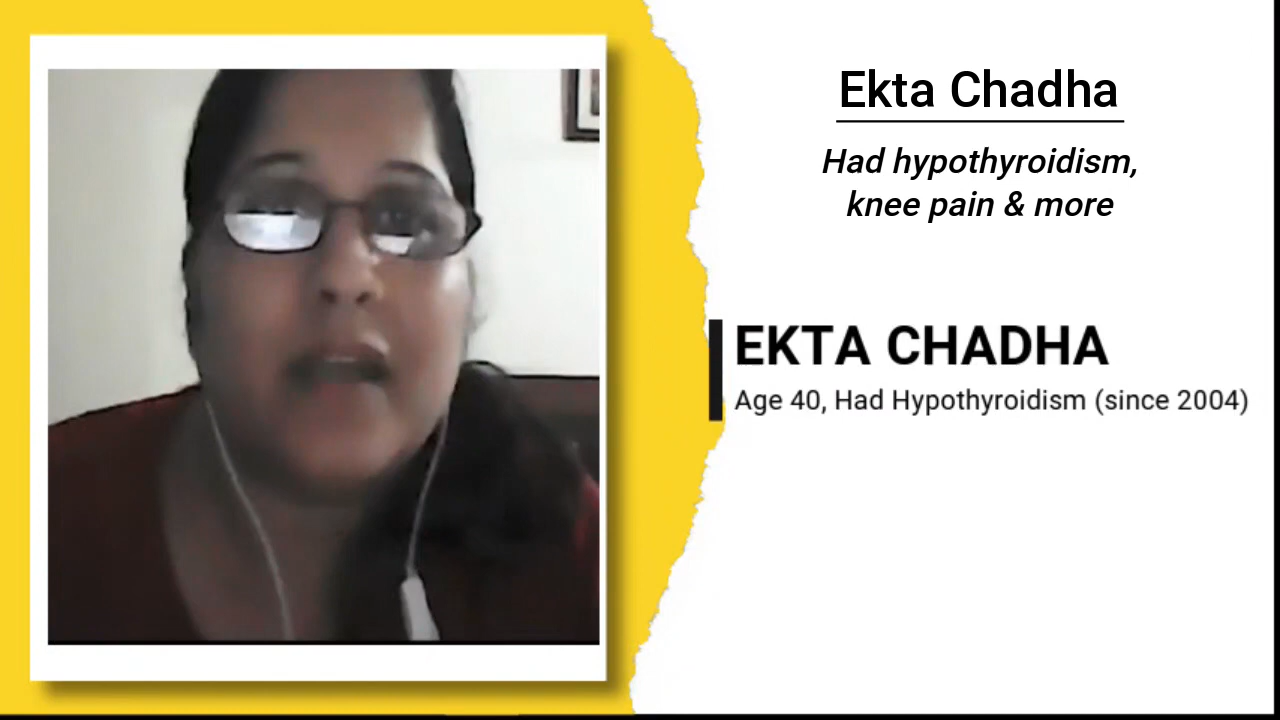 Ekta Chadha
Had hypothyroidism,
knee pain & more
EKTA CHADHA
Age 40, Had Hypothyroidism (since 2004)